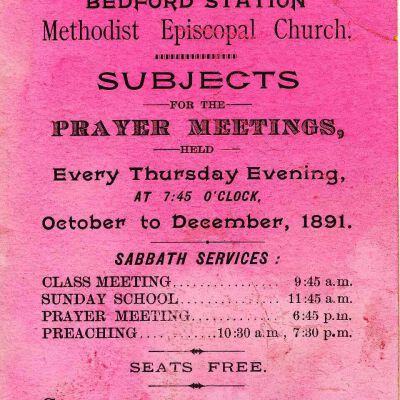 BEDFORD STATION
Methodist Episcopal Church.
SUBJECTS
FOR THE
PRAYER MEETINGS,
HELD
Every Thursday Evening,
AT 7:45 O'CLOCK,
October to December, 1891.
SABBATH SERVICES :
CLASS MEETING.................. 9:45 a.m.
SUNDAY SCHOOL.................. 11:45 a.m.
PRAYER MEETING................ 6:45 p.m.
PREACHING............10:30 a.m , 7:30 p.m.
SEATS FREE.